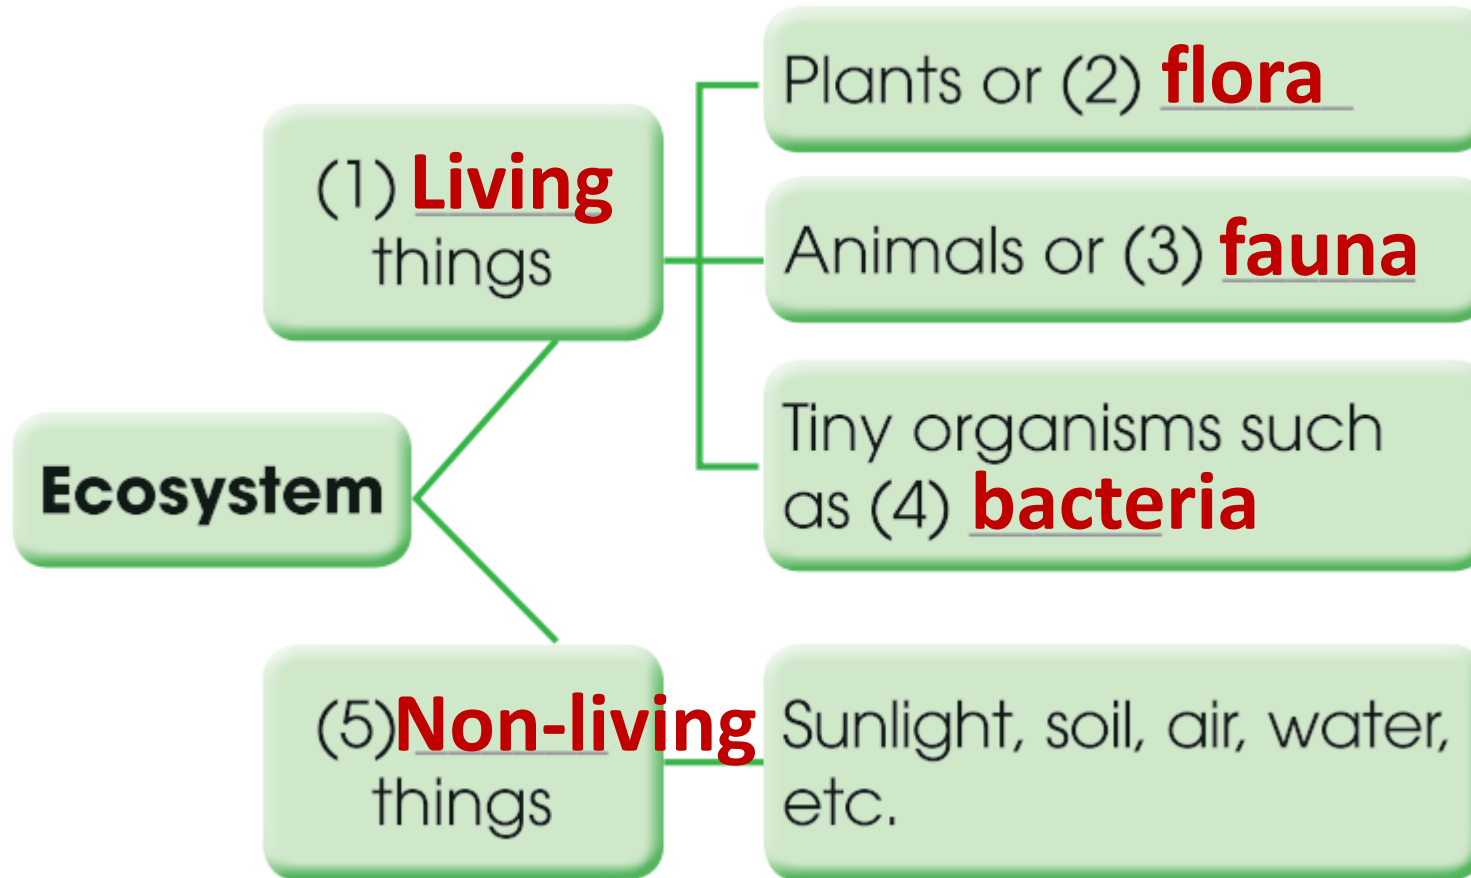 Plants or (2) flora
(1) Living
things
Animals or (3) fauna
Tiny organisms such
as (4) bacteria
Ecosystem
(5) Non-living
things
Sunlight, soil, air, water,
etc.